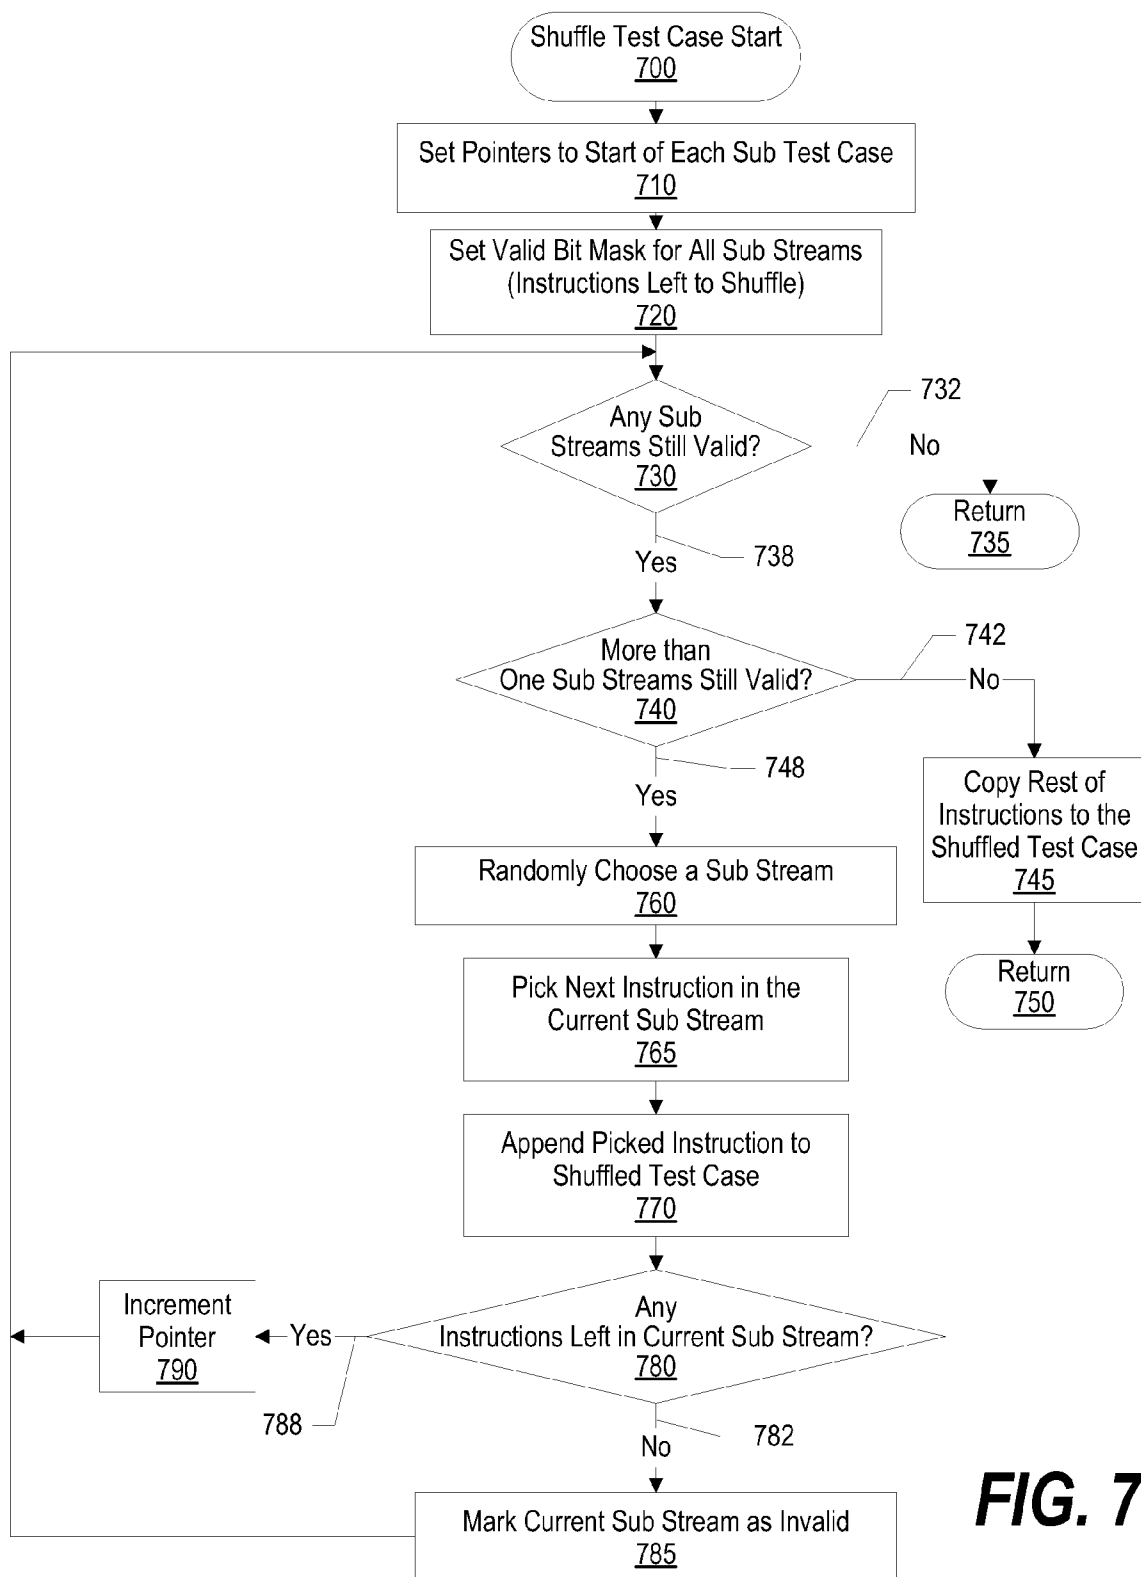 Shuffle Test Case Start
700
Set Pointers to Start of Each Sub Test Case
710
Set Valid Bit Mask for All Sub Streams
(Instructions Left to Shuffle)
720
Any Sub
Streams Still Valid?
730
732
No
Return
735
738
Yes
More than
One Sub Streams Still Valid?
740
742
No
748
Yes
Copy Rest of
Instructions to the
Shuffled Test Case
745
Return
750
Randomly Choose a Sub Stream
760
Pick Next Instruction in the
Current Sub Stream
765
Append Picked Instruction to
Shuffled Test Case
770
Any
Instructions Left in Current Sub Stream?
780
Yes
788
Increment
Pointer
790
782
No
Mark Current Sub Stream as Invalid
785
FIG. 7